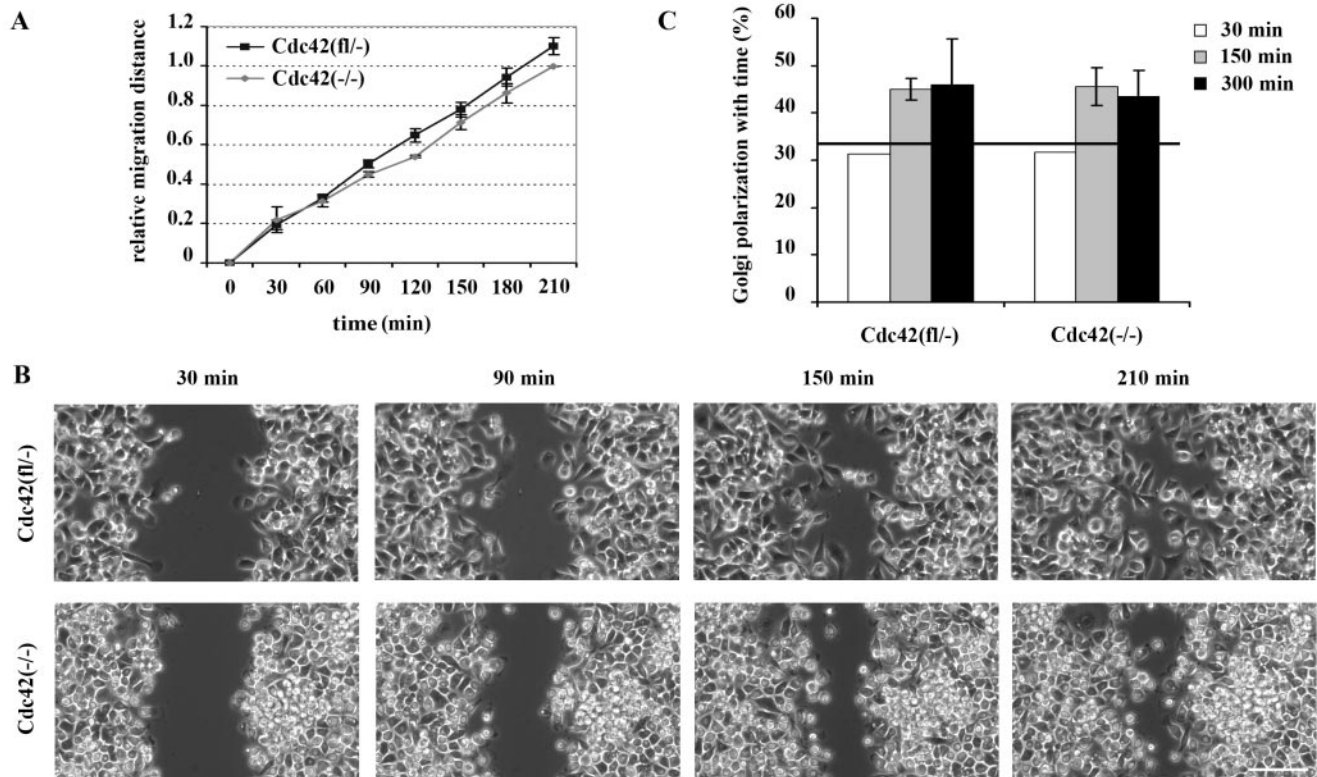 A
relative migration distance
1.2
1.0
0.8
0.6
0.4
0.2
0
Cdc42(fl/-)
Cdc42(-/-)
0 30 60 90 120 150 180 210
time (min)
C
Golgi polarization with time (%)
60
50
40
30
20
10
0
30 min
150 min
300 min
Cdc42(fl/-) Cdc42(-/-)
B
30 min 90 min 150 min 210 min
Cdc42(fl/-)
Cdc42(-/-)